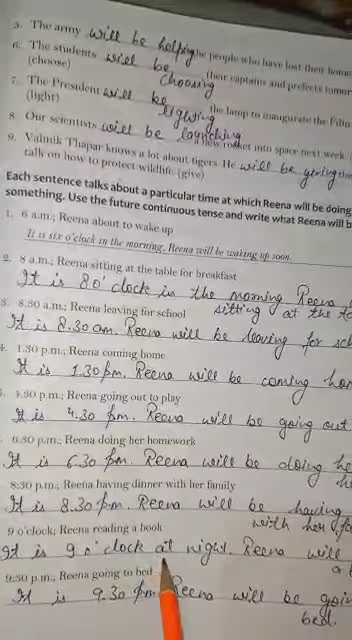 5. The army will be helping the people who have lost their home
6. The students will be choosing their captains and prefects tomor
(choose)
7. The President will be lighting the lamp to inaugurate the Film
(light)
8 Our scientists will be launching new rocket into space next week
9. Valmik Thapar knows a lot about tigers. He will be giving the
talk on how to protect wildlife. (give)
Each sentence talks about a particular time at which Reena will be doing
something. Use the future continuous tense and write what Reena will b
1. 6 a.m.; Reena about to wake up
It is six o'clock in the morning. Reena will be waking up soon.
2. 8 a.m.; Reena sitting at the table for breakfast
It is 8 o'clock in the morning Reena
sitting at the ta
3. 8.30 a.m.; Reena leaving for school
It is 8.30 am. Reena will be leaving for sch
4. 1.30 p.m.; Reena coming home
It is 1.30 pm. Reena will be coming hom
4.30 p.m.; Reena going out to play
It is 4.30 pm. Reena will be going out
6.30 p.m.; Reena doing her homework
It is 6.30 pm. Reena will be doing he
8:30 p.m.; Reena having dinner with her family
It is 8.30 pm. Reena will be having
with her fa
9 o'clock; Reena reading a book
It is 9 o'clock at night. Reena will
a b
9:30 p.m.; Reena going to bed
It is 9.30 pm Reena will be goin
bed.